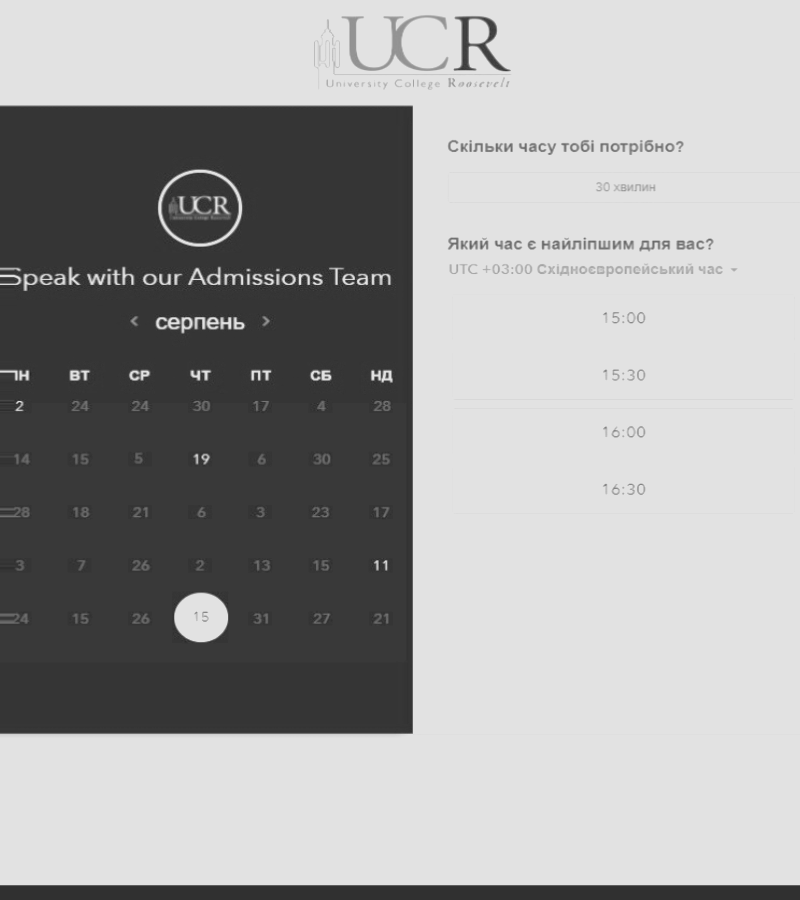 UCR
University College Roosevelt
UCR
Speak with our Admissions Team
серпень
ПН ВТ СР ЧТ ПТ СБ НД
2 24 24 30 17 4 28
14 15 5 19 6 30 25
28 18 21 6 3 23 17
3 7 26 2 13 15 11
24 15 26 15 31 27 21
Скільки часу тобі потрібно?
30 хвилин
Який час є найліпшим для вас?
UTC +03:00 Східноєвропейський час
15:00
15:30
16:00
16:30